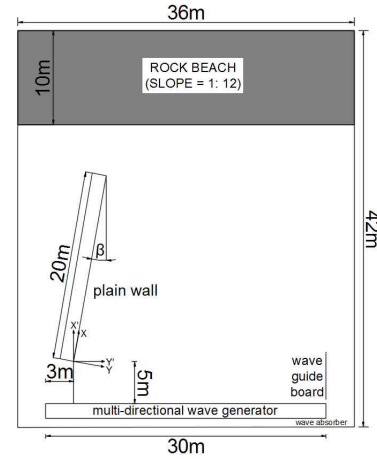 36m
ROCK BEACH
(SLOPE = 1: 12)
10m
42m
20m
β
plain wall
X'
X
Y'
Y
3m
5m
wave
guide
board
multi-directional wave generator
wave absorber
30m